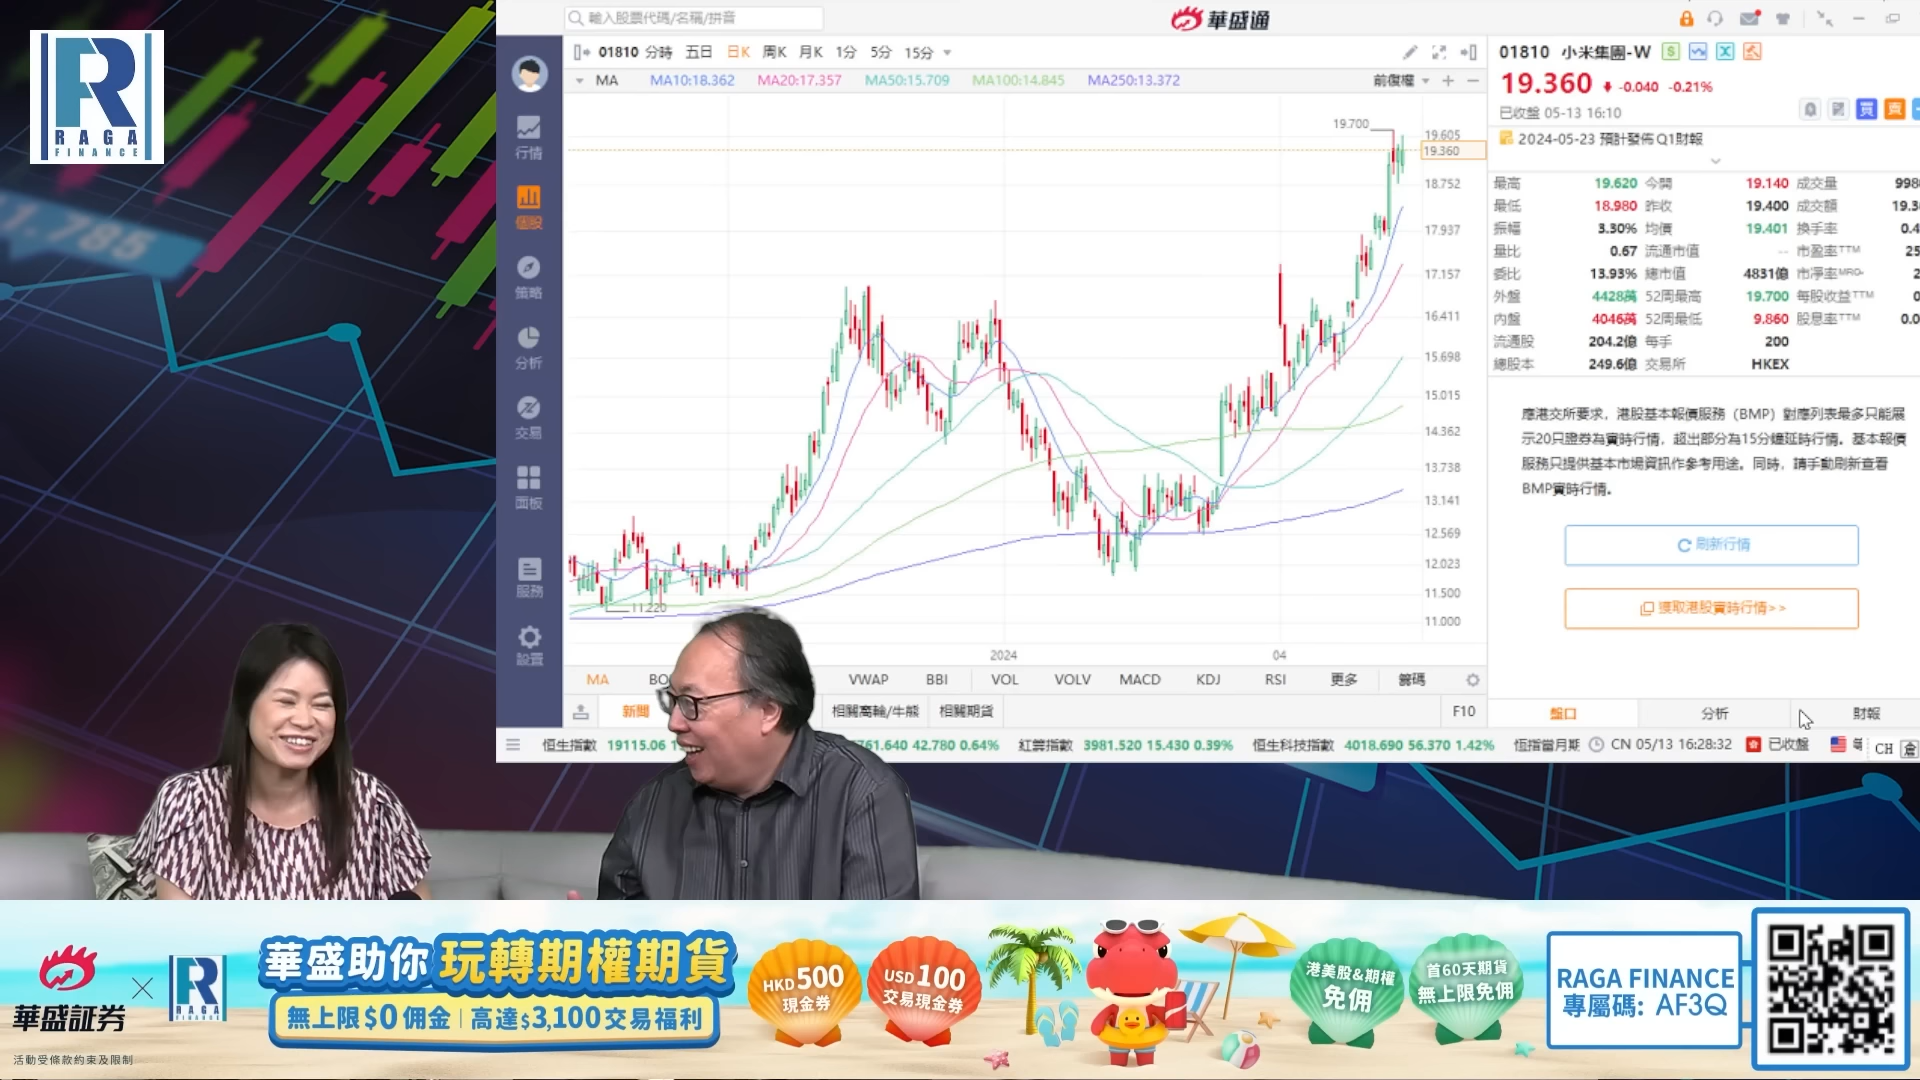 RAGA
FINANCE
1.785
輸入股票代碼/名稱/拼音
華盛通
01810 分時 五日 日K 周K 月K 1分 5分 15分
MA MA10:18.362 MA20:17.357 MA50:15.709 MA100:14.845 MA250:13.372 前復權
行情
個股
策略
分析
交易
面板
服務
設置
19.700
11.220
19.605
19.360
18.752
17.937
17.157
16.411
15.698
15.015
14.362
13.738
13.141
12.569
12.023
11.500
11.000
2024 04
MA VWAP BBI VOL VOLV MACD KDJ RSI 更多 籌碼
新聞 相關窩輪/牛熊 相關期貨 F10
01810 小米集團-W
19.360 -0.040 -0.21%
已收盤 05-13 16:10
買 賣
2024-05-23 預計發佈Q1財報
最高 19.620 今開 19.140 成交量 998
最低 18.980 昨收 19.400 成交額 19.3
振幅 3.30% 均價 19.401 換手率 0.4
量比 0.67 流通市值 -- 市盈率TTM 25
委比 13.93% 總市值 4831億 市凈率MRQ 2
外盤 4428萬 52周最高 19.700 每股收益TTM 0
內盤 4046萬 52周最低 9.860 股息率TTM 0.0
流通股 204.2億 每手 200
總股本 249.6億 交易所 HKEX
應港交所要求，港股基本報價服務（BMP）對應列表最多只能展
示20只證券為實時行情，超出部分為15分鐘延時行情。基本報價
服務只提供基本市場資訊作參考用途。同時，請手動刷新查看
BMP實時行情。
刷新行情
獲取港股實時行情>>
盤口 分析 財報
恒生指數 19115.06 761.640 42.780 0.64% 紅籌指數 3981.520 15.430 0.39% 恒生科技指數 4018.690 56.370 1.42% 恆指當月期 CN 05/13 16:28:32 已收盤 CH
華盛証券
RAGA
FINANCE
活動受條款約束及限制
華盛助你玩轉期權期貨
無上限$0佣金|高達$3,100交易福利
HKD500
現金券
USD100
交易現金券
港美股&期權
免佣
首60天期貨
無上限免佣
RAGA FINANCE
專屬碼: AF3Q